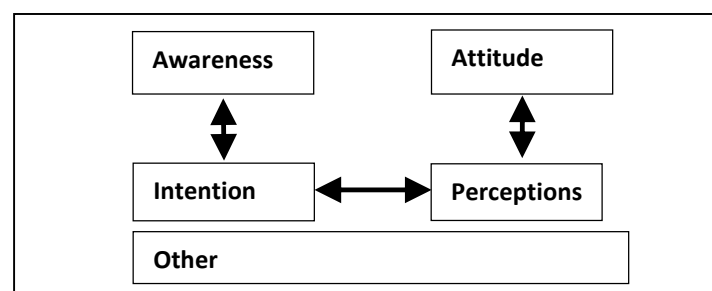 Awareness
Attitude
Intention
Perceptions
Other